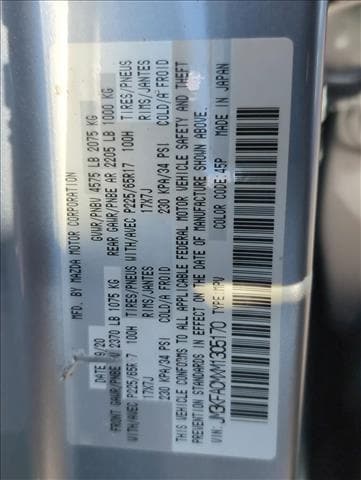 MFD. BY MAZDA MOTOR CORPORATION
DATE: 9/20
GWVR/PNBV 4575 LB 2075 KG
FRONT GAWR/PNBE AV 2370 LB 1075 KG
REAR GAWR/PNBE AR 2205 LB 1000 KG
WITH/AVEC P225/65R17 100H TIRES/PNEUS
WITH/AVEC P225/65R17 100H TIRES/PNEUS
17X7J RIMS/JANTES
17X7J RIMS/JANTES
230 KPA/34 PSI COLD/A FROID
230 KPA/34 PSI COLD/A FROID
THIS VEHICLE CONFORMS TO ALL APPLICABLE FEDERAL MOTOR VEHICLE SAFETY AND THEFT
PREVENTION STANDARDS IN EFFECT ON THE DATE OF MANUFACTURE SHOWN ABOVE.
MADE IN JAPAN
TYPE: MPV
COLOR CODE: 45P